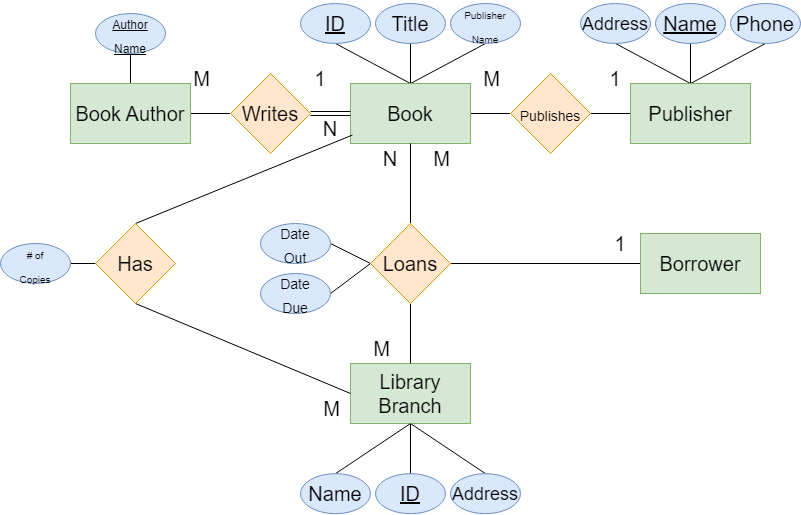 Author
Name
ID
Title
Publisher
Name
Address
Name
Phone
M
1
M
1
Book Author
Writes
Book
Publishes
Publisher
N
N
M
Date
Out
# of
Copies
Has
Date
Due
Loans
1
Borrower
M
M
Library
Branch
Name
ID
Address